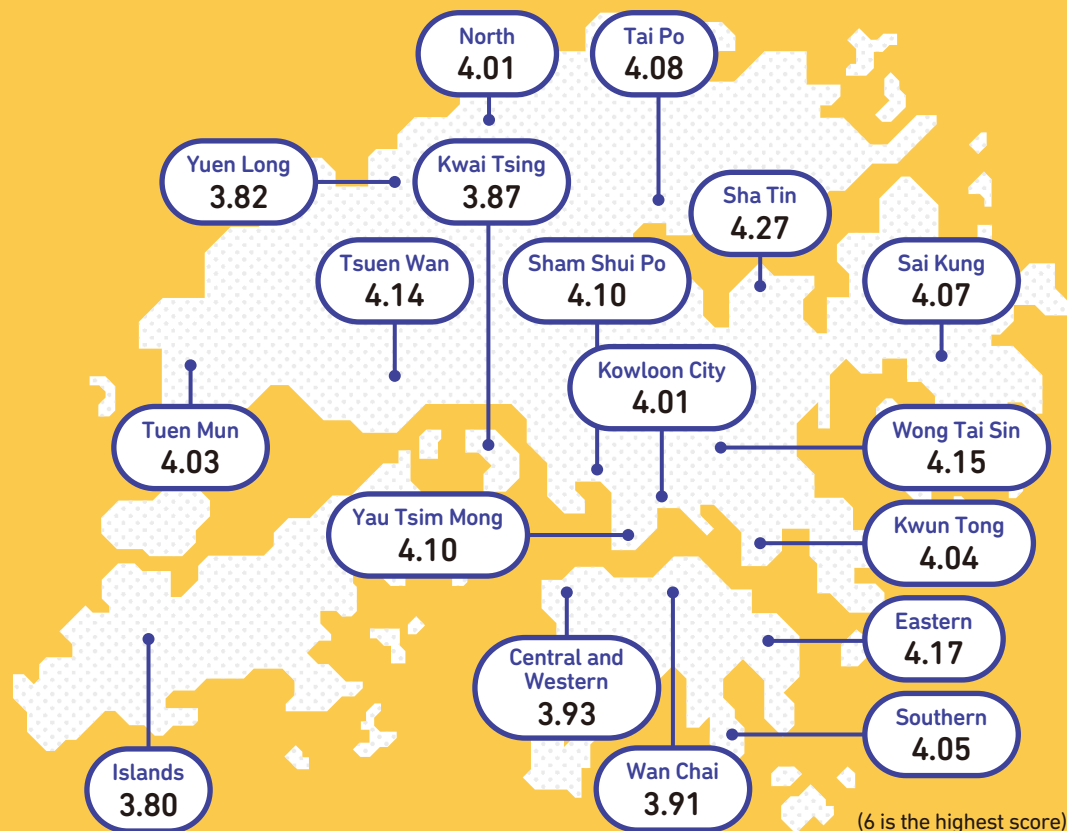 North
4.01
Tai Po
4.08
Yuen Long
3.82
Kwai Tsing
3.87
Sha Tin
4.27
Tsuen Wan
4.14
Sham Shui Po
4.10
Sai Kung
4.07
Kowloon City
4.01
Tuen Mun
4.03
Wong Tai Sin
4.15
Yau Tsim Mong
4.10
Kwun Tong
4.04
Eastern
4.17
Central and
Western
3.93
Southern
4.05
Islands
3.80
Wan Chai
3.91
(6 is the highest score)